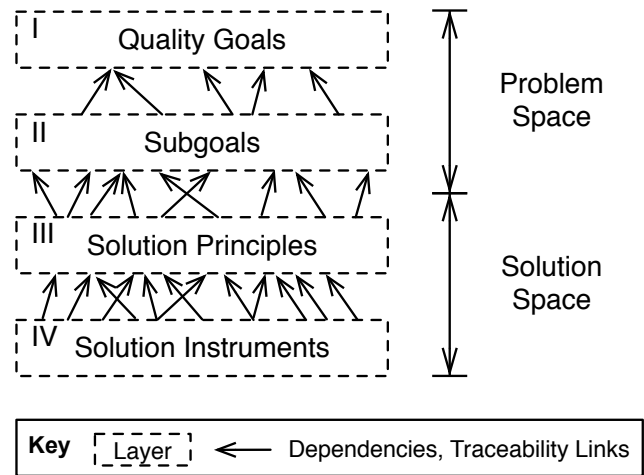 I
Quality Goals
II
Subgoals
III
Solution Principles
IV
Solution Instruments
Problem
Space
Solution
Space
Key
Layer
Dependencies, Traceability Links